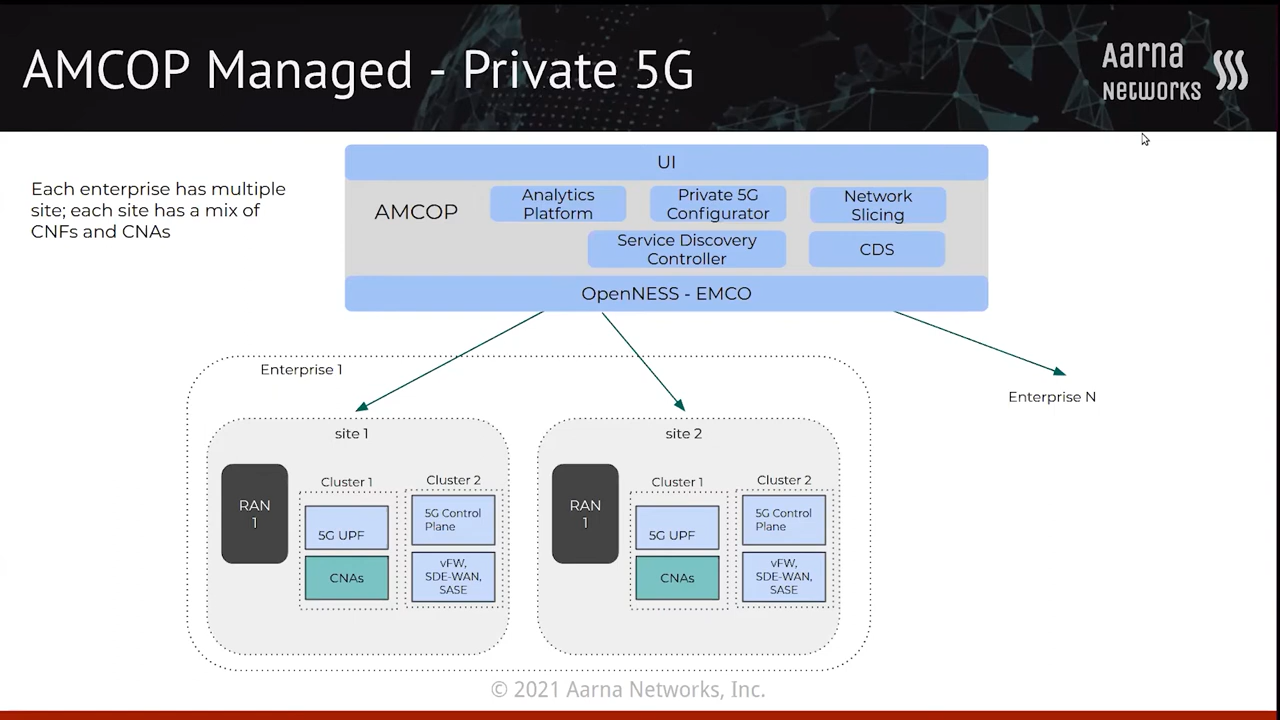 AMCOP Managed - Private 5G
Aarna
Networks
Each enterprise has multiple
site; each site has a mix of
CNFs and CNAs
UI
AMCOP
Analytics
Platform
Private 5G
Configurator
Network
Slicing
Service Discovery
Controller
CDS
OpenNESS - EMCO
Enterprise 1
Enterprise N
site 1
RAN
1
Cluster 1
5G UPF
CNAs
Cluster 2
5G Control
Plane
vFW,
SDE-WAN,
SASE
site 2
RAN
1
Cluster 1
5G UPF
CNAs
Cluster 2
5G Control
Plane
vFW,
SDE-WAN,
SASE
© 2021 Aarna Networks, Inc.